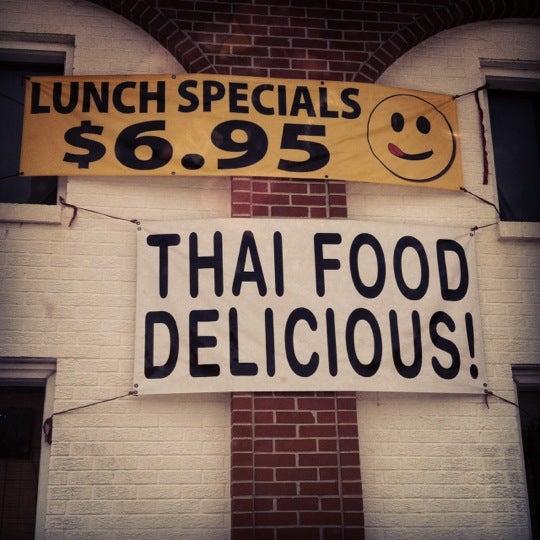 LUNCH SPECIALS
$6.95
THAI FOOD
DELICIOUS!